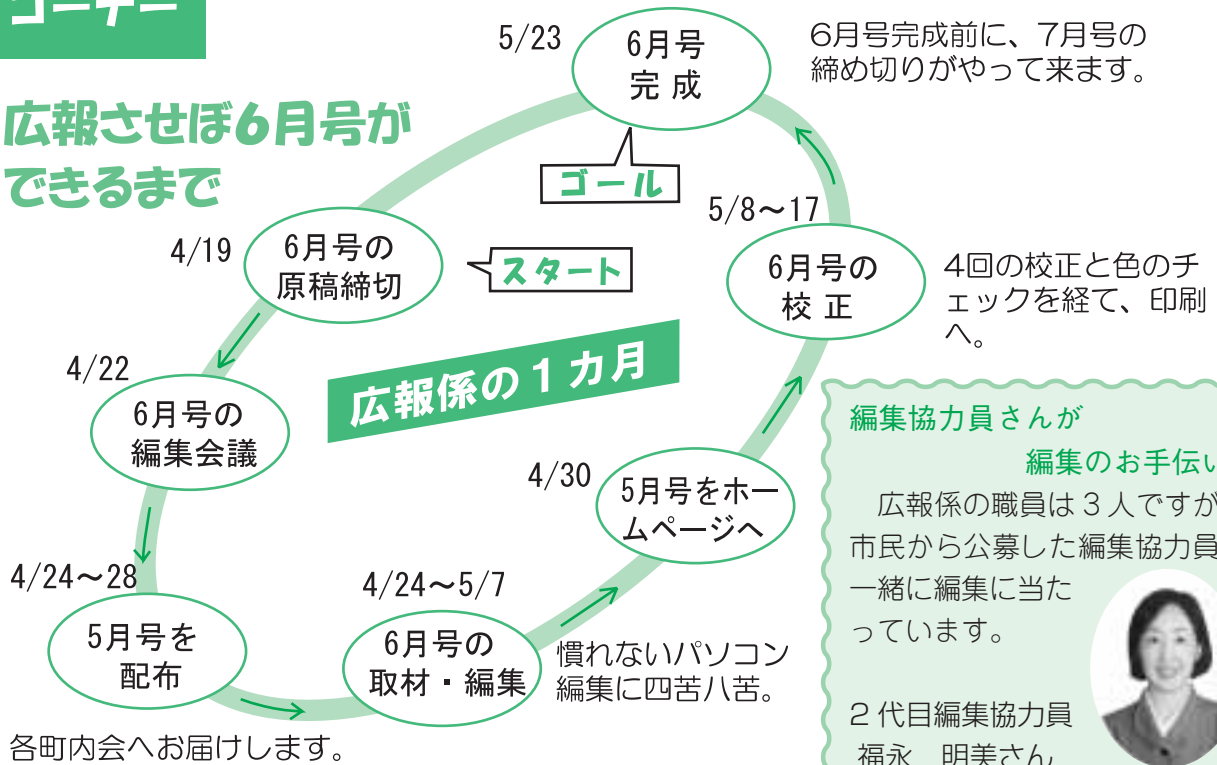 コーナー
広報させぼ6月号が
できるまで
5/23
6月号
完成
6月号完成前に、7月号の
締め切りがやって来ます。
ゴール
スタート
4/19
6月号の
原稿締切
4/22
6月号の
編集会議
4/24〜28
5月号を
配布
各町内会へお届けします。
4/24〜5/7
6月号の
取材・編集
慣れないパソコン
編集に四苦八苦。
4/30
5月号をホー
ムページへ
5/8〜17
6月号の
校正
4回の校正と色のチ
ェックを経て、印刷
へ。
広報係の1カ月
編集協力員さんが
編集のお手伝い
広報係の職員は3人ですが
市民から公募した編集協力員
一緒に編集に当た
っています。
2代目編集協力員
福永 明美さん